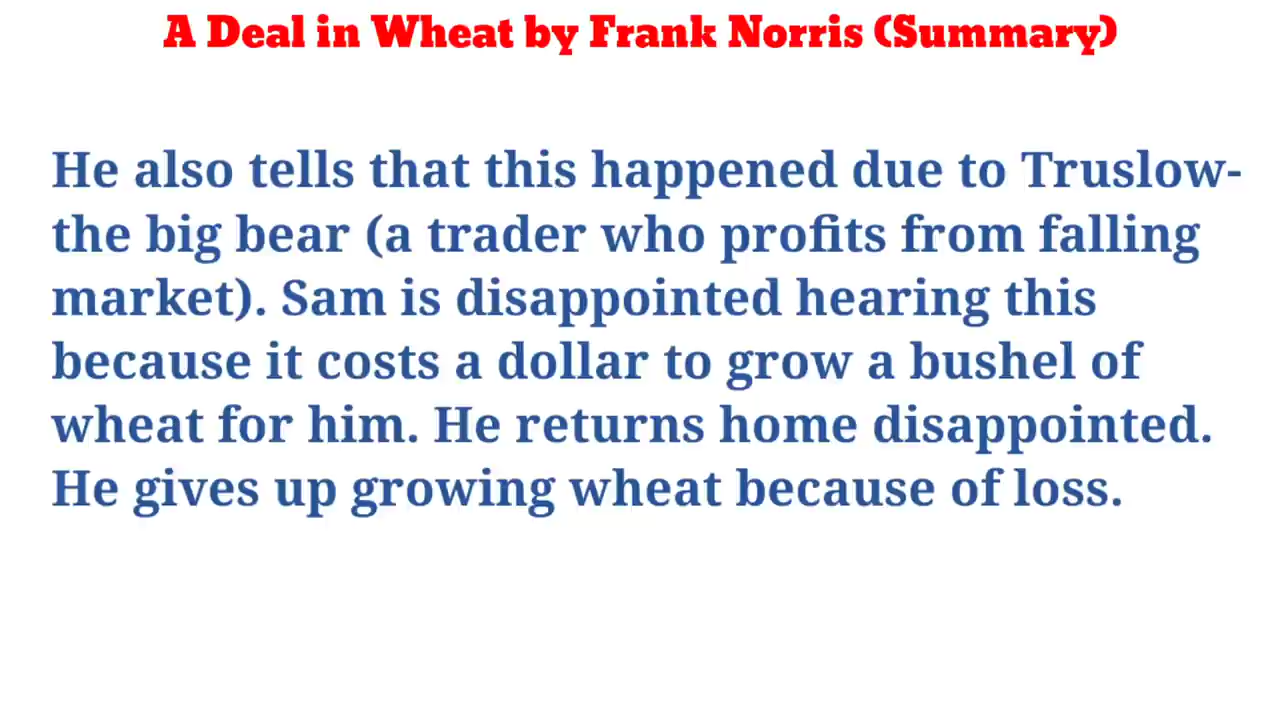 A Deal in Wheat by Frank Norris (Summary)
He also tells that this happened due to Truslow-
the big bear (a trader who profits from falling
market). Sam is disappointed hearing this
because it costs a dollar to grow a bushel of
wheat for him. He returns home disappointed.
He gives up growing wheat because of loss.